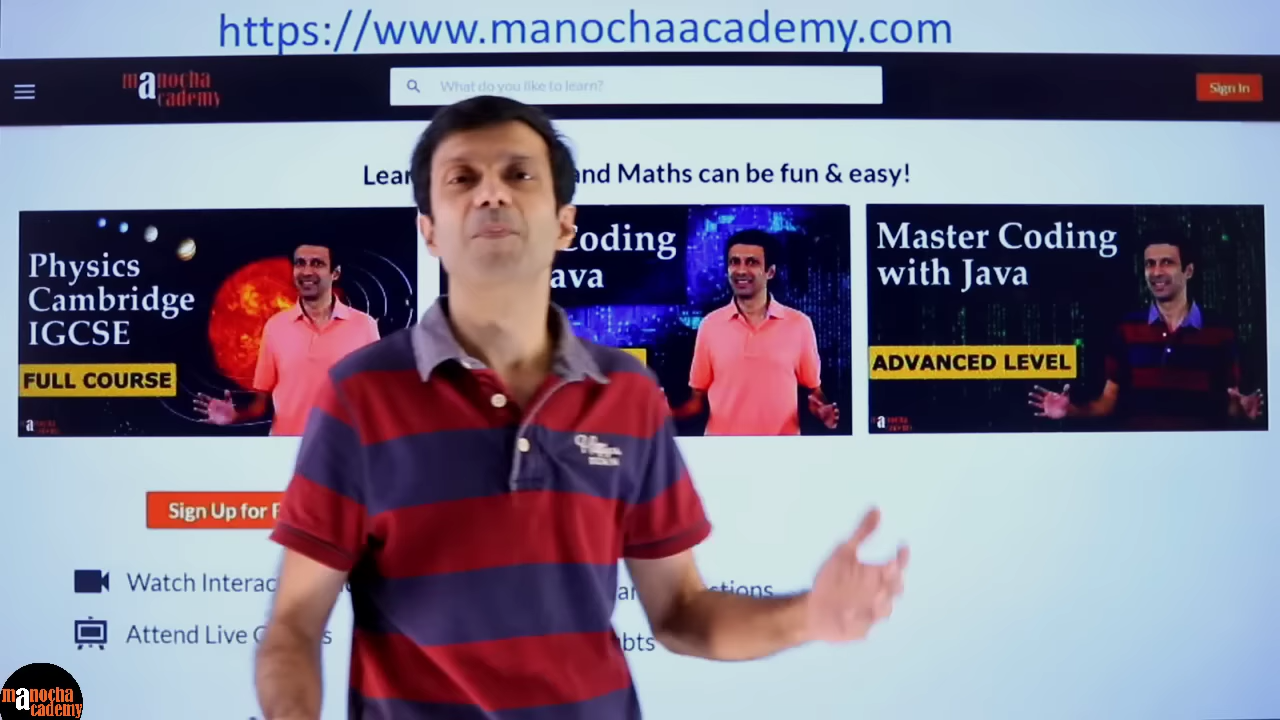 https://www.manochaacademy.com
manocha
academy
What do you like to learn?
Sign In
Lear and Maths can be fun & easy!
Physics
Cambridge
IGCSE
FULL COURSE
Coding
ava
Master Coding
with Java
ADVANCED LEVEL
Sign Up for F
Watch Interac
Attend Live
manocha
academy